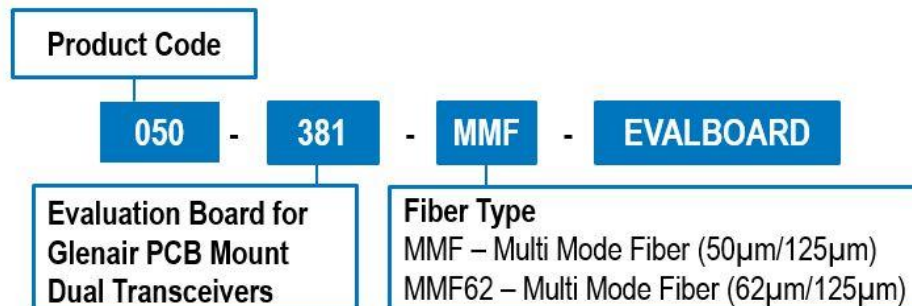 Product Code
050 - 381 - MMF - EVALBOARD
Evaluation Board for
Glenair PCB Mount
Dual Transceivers
Fiber Type
MMF – Multi Mode Fiber (50µm/125µm)
MMF62 – Multi Mode Fiber (62µm/125µm)